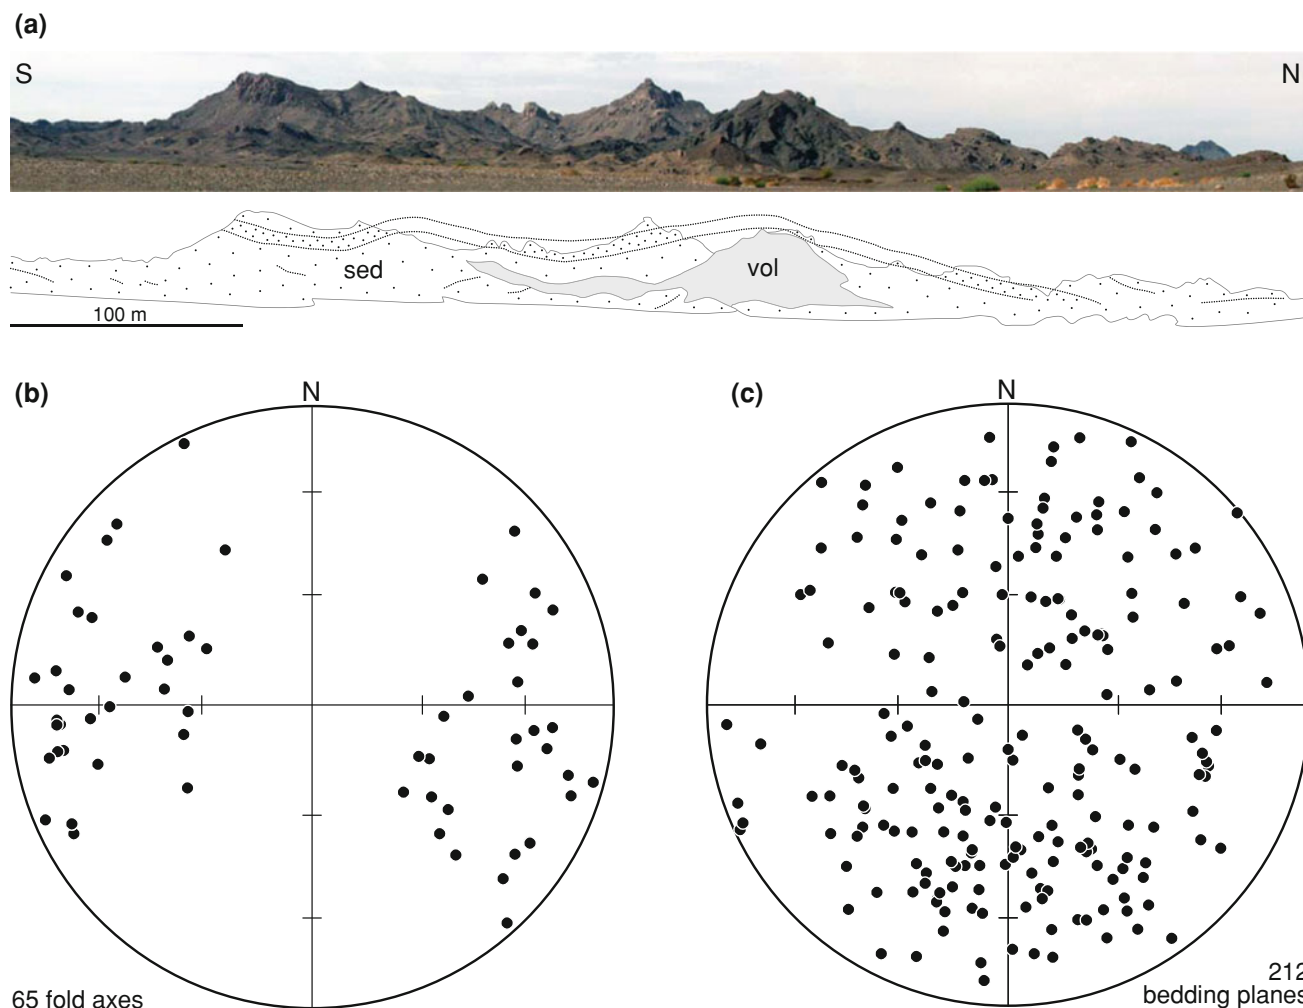 (a)
S N
sed vol
100 m
(b) N (c) N
65 fold axes
212
bedding planes